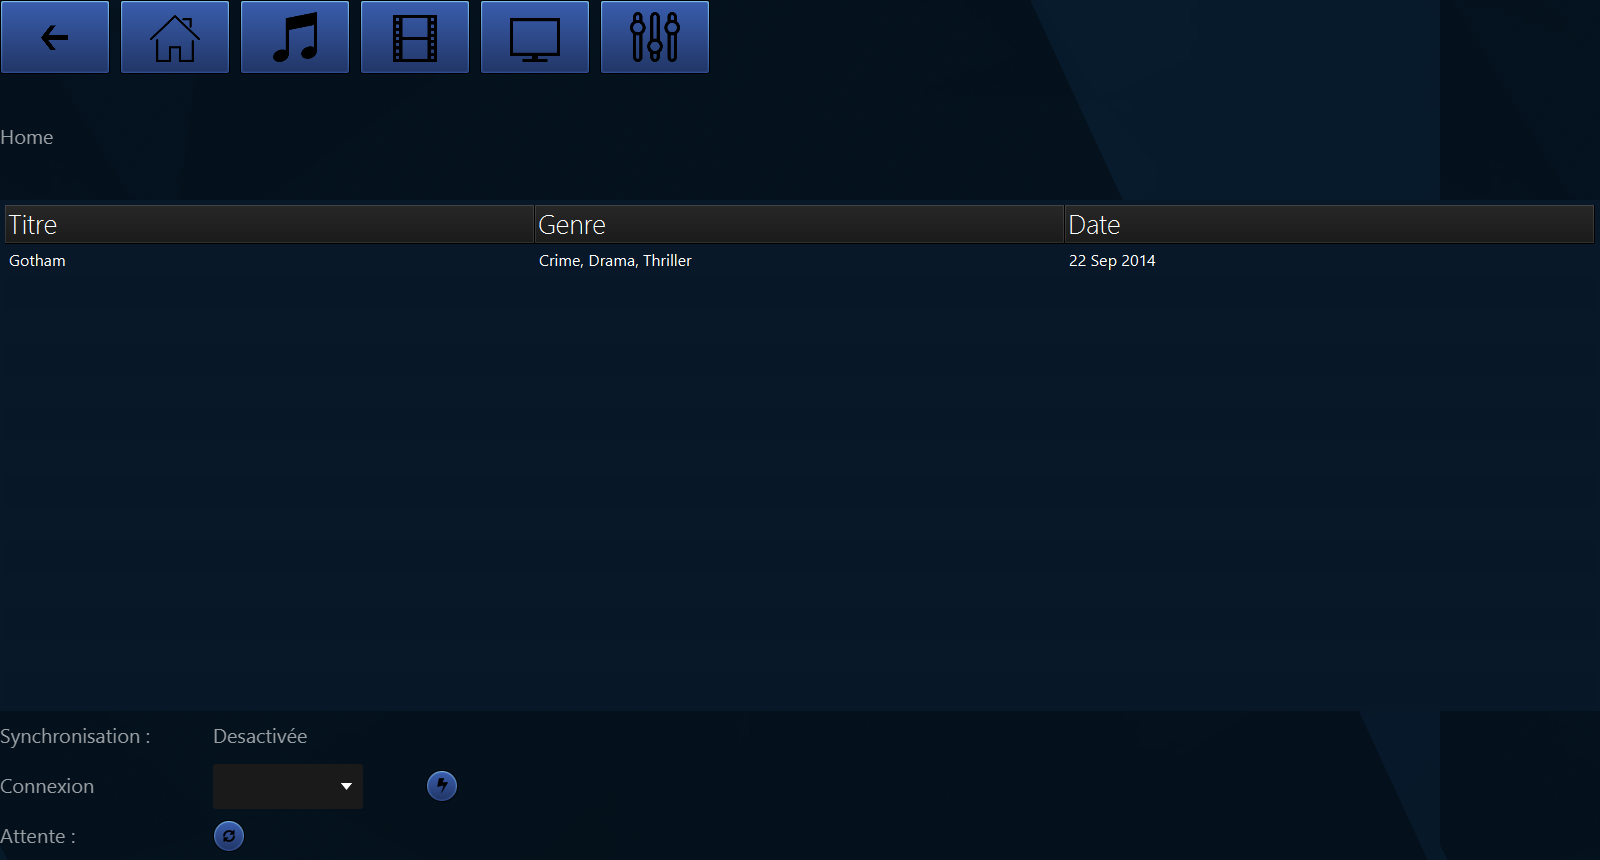 Home
Titre Genre Date
Gotham Crime, Drama, Thriller 22 Sep 2014
Synchronisation : Desactivée
Connexion
Attente :